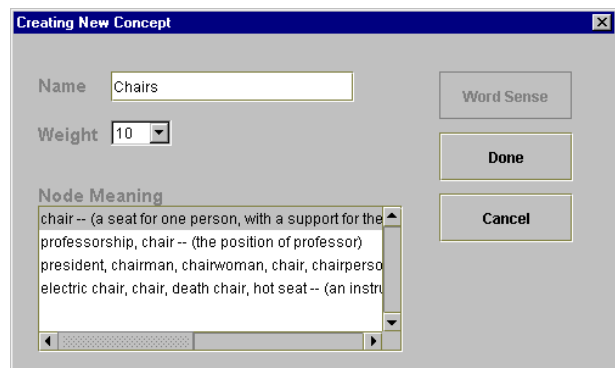 Creating New Concept
Name Chairs
Word Sense
Weight 10
Done
Node Meaning
chair -- (a seat for one person, with a support for the
professorship, chair -- (the position of professor)
president, chairman, chairwoman, chair, chairperso
electric chair, chair, death chair, hot seat -- (an instru
Cancel